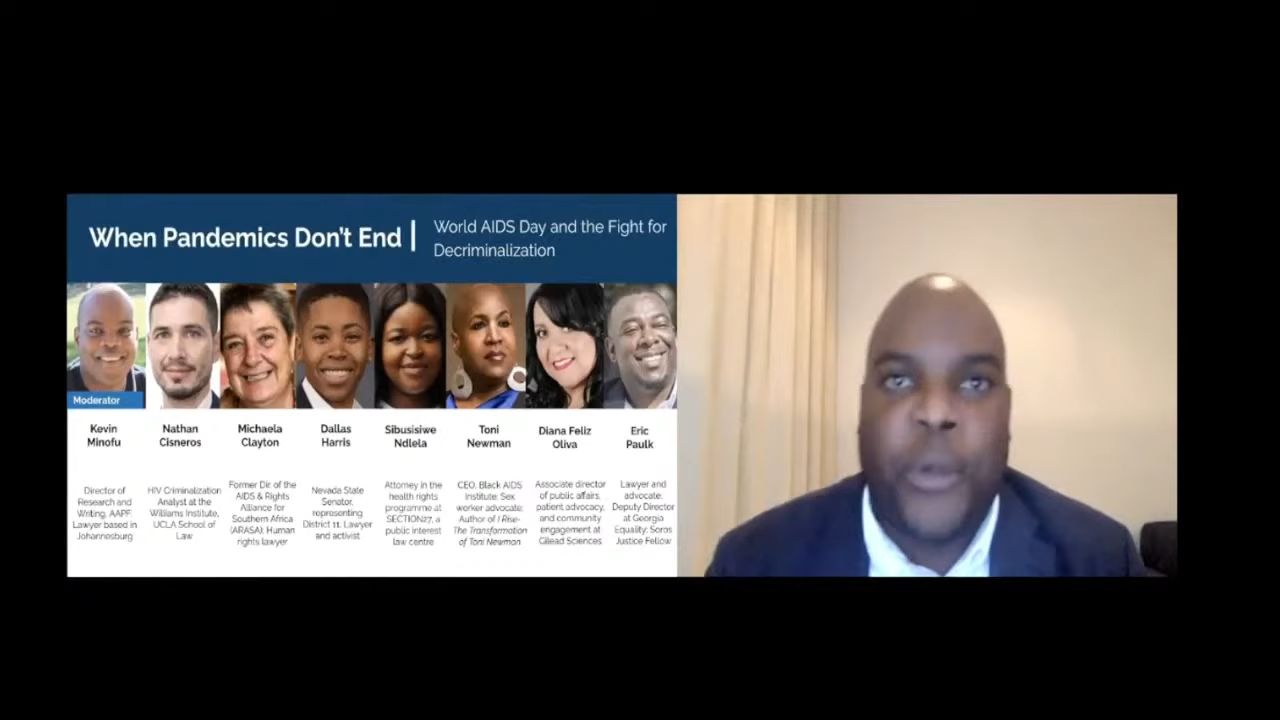 When Pandemics Don't End |
World AIDS Day and the Fight for
Decriminalization
Moderator
Kevin
Minofu
Director of
Research and
Writing, AAPF.
Lawyer based in
Johannesburg
Nathan
Cisneros
HIV Criminalization
Analyst at the
Williams Institute,
UCLA School of
Law
Michaela
Clayton
Former Dir. of the
AIDS & Rights
Alliance for
Southern Africa
(ARASA); Human
rights lawyer
Dallas
Harris
Nevada State
Senator,
representing
District 11. Lawyer
and activist
Sibusisiwe
Ndlela
Attorney in the
health rights
programme at
SECTION27, a
public interest
law centre
Toni
Newman
CEO, Black AIDS
Institute; Sex
worker advocate;
Author of I Rise-
The Transformation
of Toni Newman
Diana Feliz
Oliva
Associate director
of public affairs,
patient advocacy,
and community
engagement at
Gilead Sciences
Eric
Paulk
Lawyer and
advocate;
Deputy Director
at Georgia
Equality; Soros
Justice Fellow